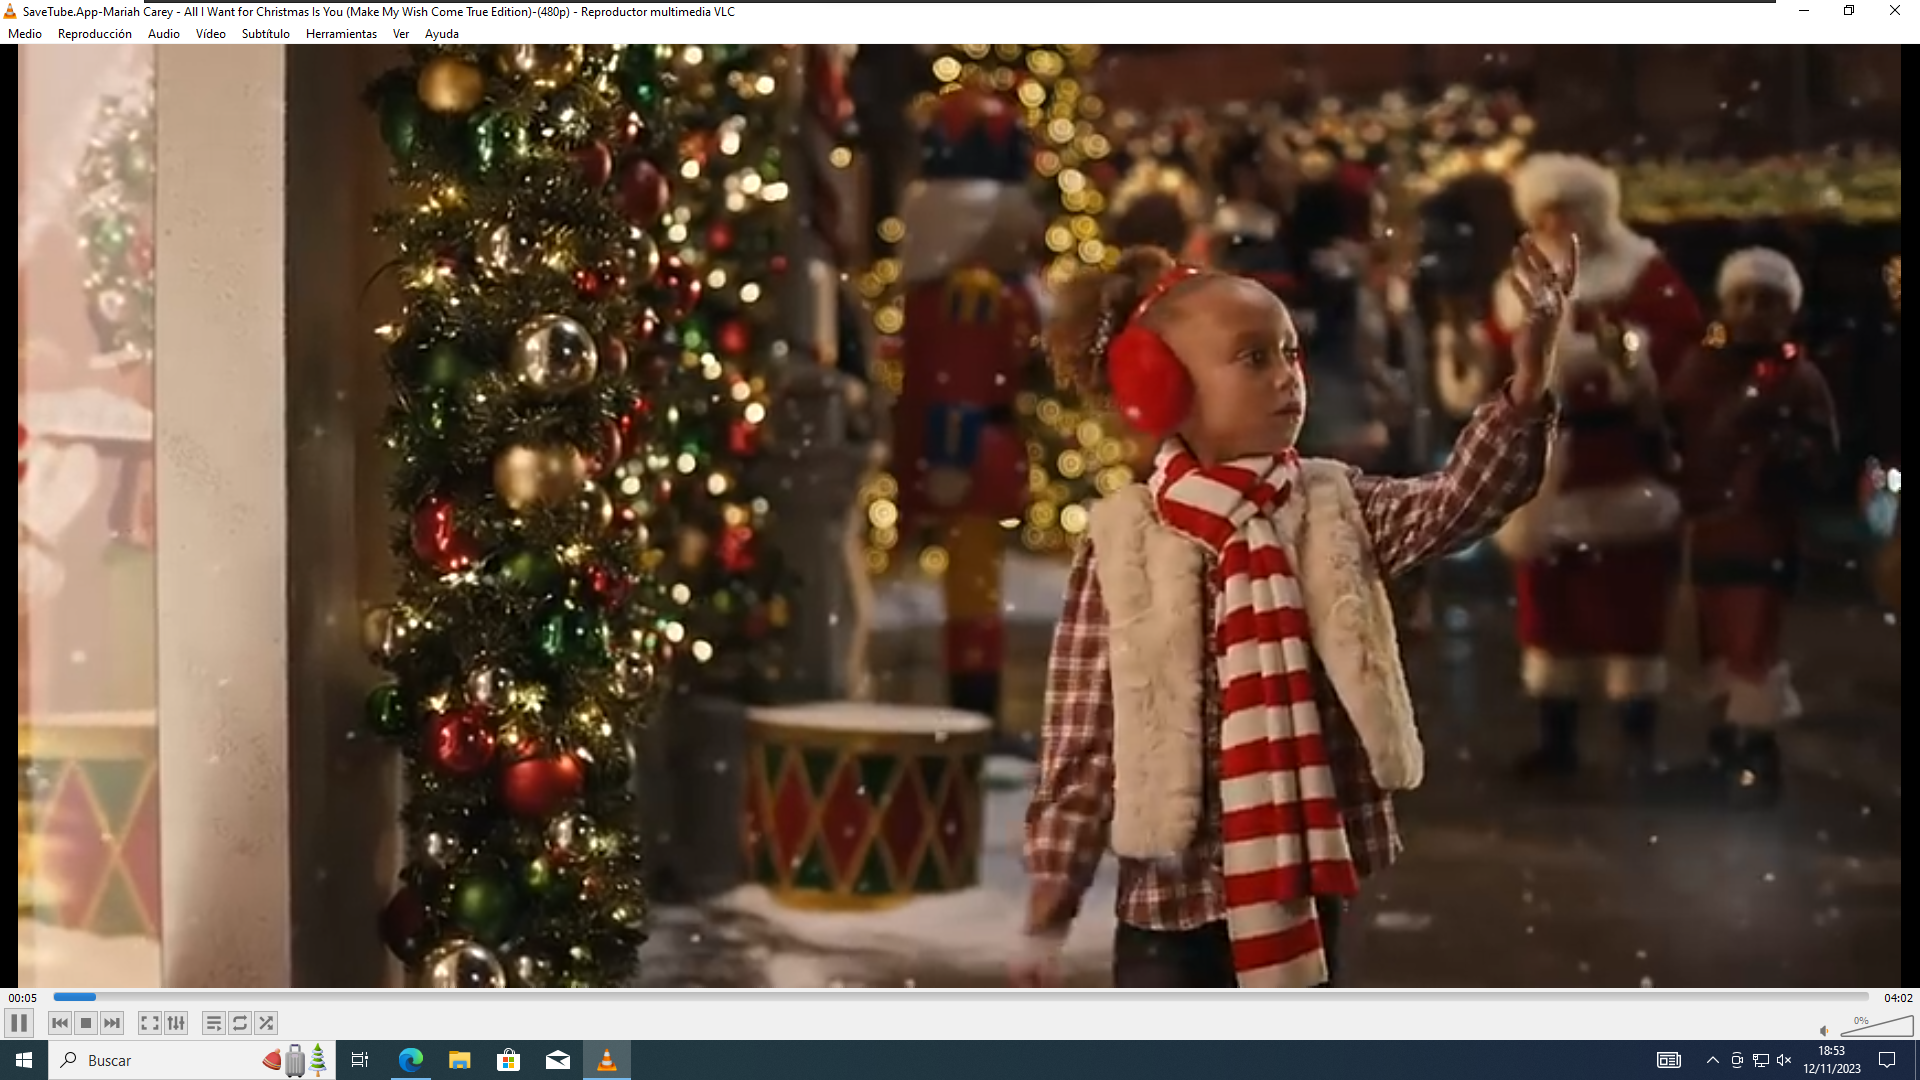 SaveTube.App-Mariah Carey - All I Want for Christmas Is You (Make My Wish Come True Edition)-(480p) - Reproductor multimedia VLC
Medio Reproducción Audio Vídeo Subtítulo Herramientas Ver Ayuda
00:05 04:02
0%
Buscar
18:53
12/11/2023